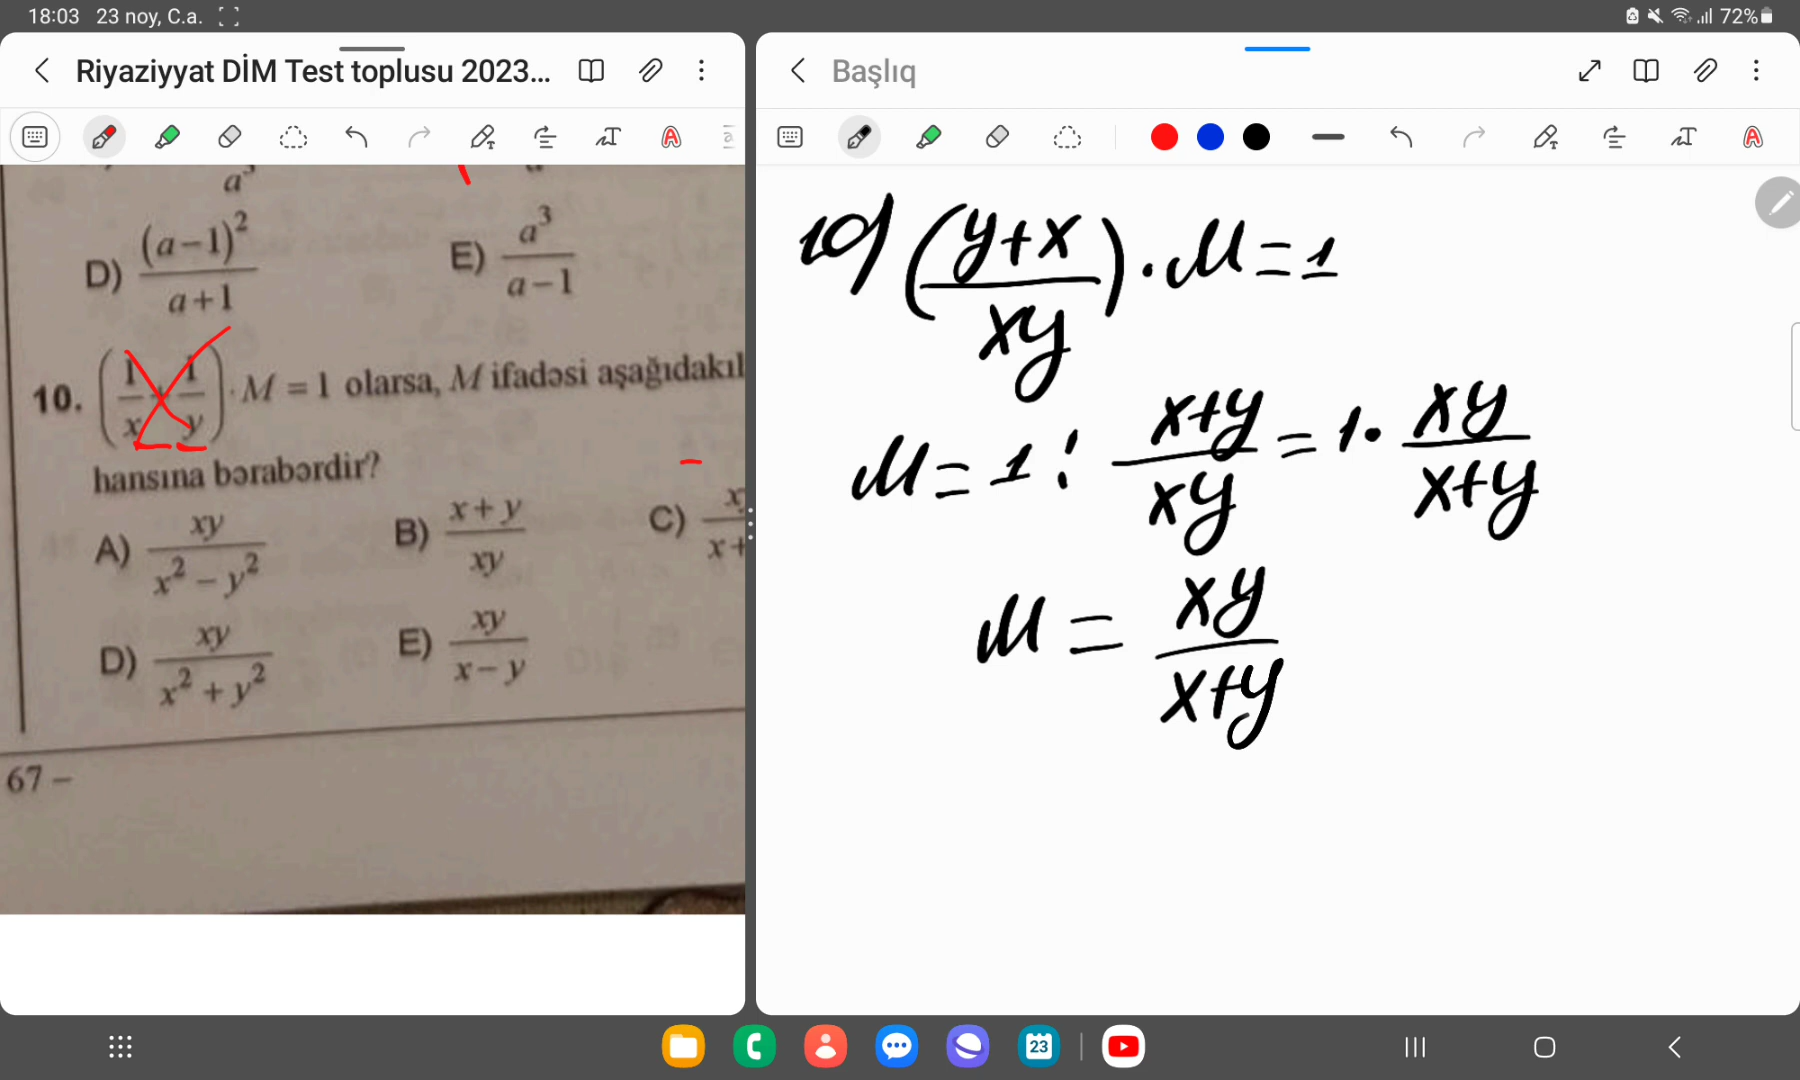 18:03 23 noy, C.a. 72%
Riyaziyyat DİM Test toplusu 2023...
a³
D) (a−1)²/(a+1) E) a³/(a−1)
10. (1/x + 1/y) · M = 1 olarsa, M ifadəsi aşağıdakıl
hansına bərabərdir?
A) xy/(x² − y²) B) (x + y)/xy C) x/x+
D) xy/(x² + y²) E) xy/(x − y)
67 −
Başlıq
10) ((y+x)/xy) · M = 1
M = 1 : (x+y)/xy = 1 · xy/(x+y)
M = xy/(x+y)
23